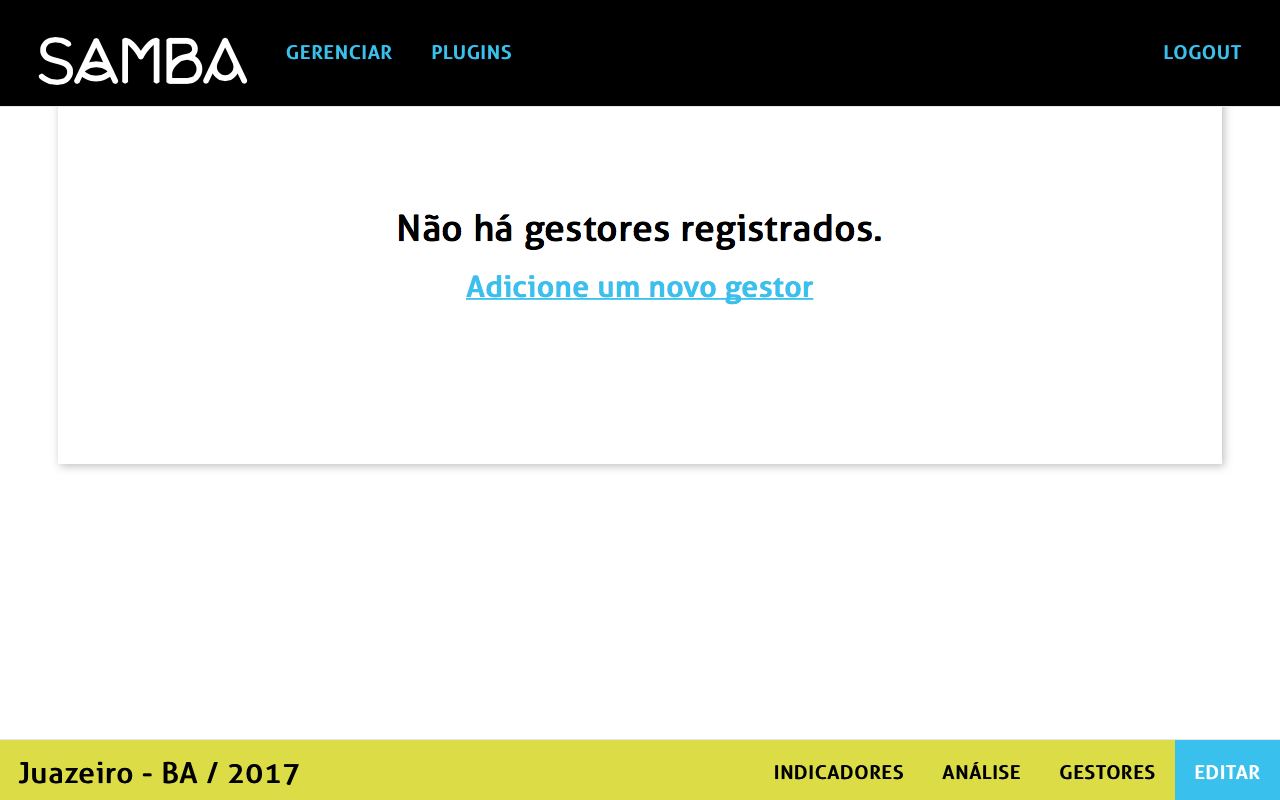 SAMBA GERENCIAR PLUGINS LOGOUT
Não há gestores registrados.
Adicione um novo gestor
Juazeiro - BA / 2017 INDICADORES ANÁLISE GESTORES EDITAR